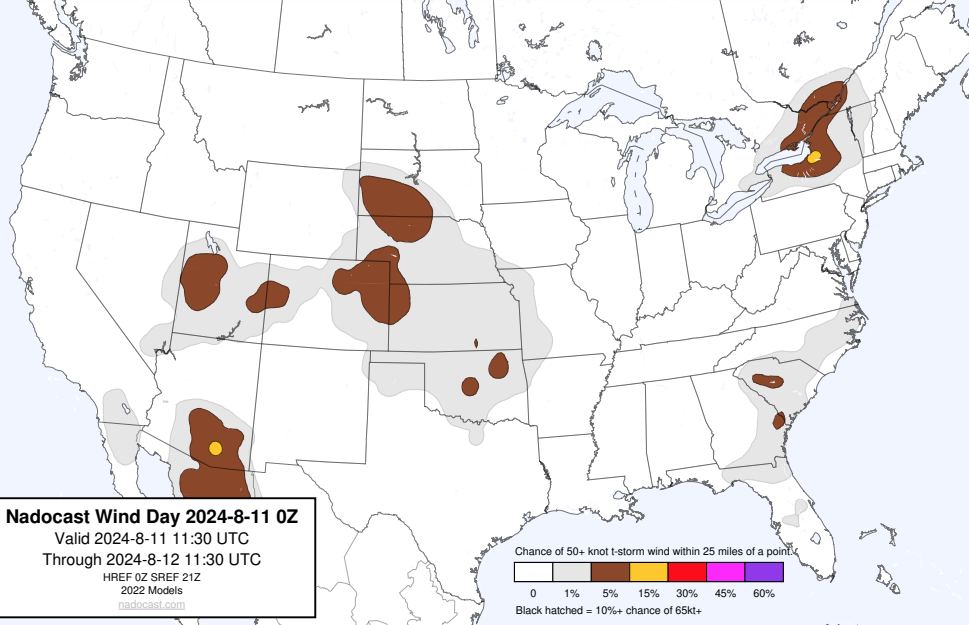 Nadocast Wind Day 2024-8-11 0Z
Valid 2024-8-11 11:30 UTC
Through 2024-8-12 11:30 UTC
HREF 0Z SREF 21Z
2022 Models
nadocast.com
Chance of 50+ knot t-storm wind within 25 miles of a point.
0 1% 5% 15% 30% 45% 60%
Black hatched = 10%+ chance of 65kt+